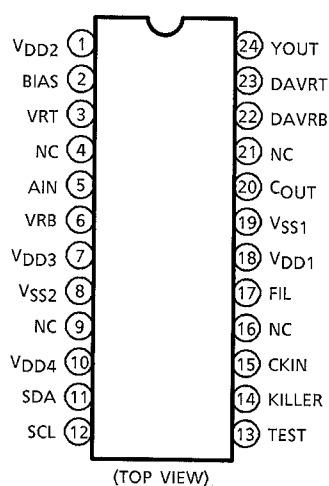 VDD2 1 24 YOUT
BIAS 2 23 DAVRT
VRT 3 22 DAVRB
NC 4 21 NC
AIN 5 20 COUT
VRB 6 19 VSS1
VDD3 7 18 VDD1
VSS2 8 17 FIL
NC 9 16 NC
VDD4 10 15 CKIN
SDA 11 14 KILLER
SCL 12 13 TEST
(TOP VIEW)